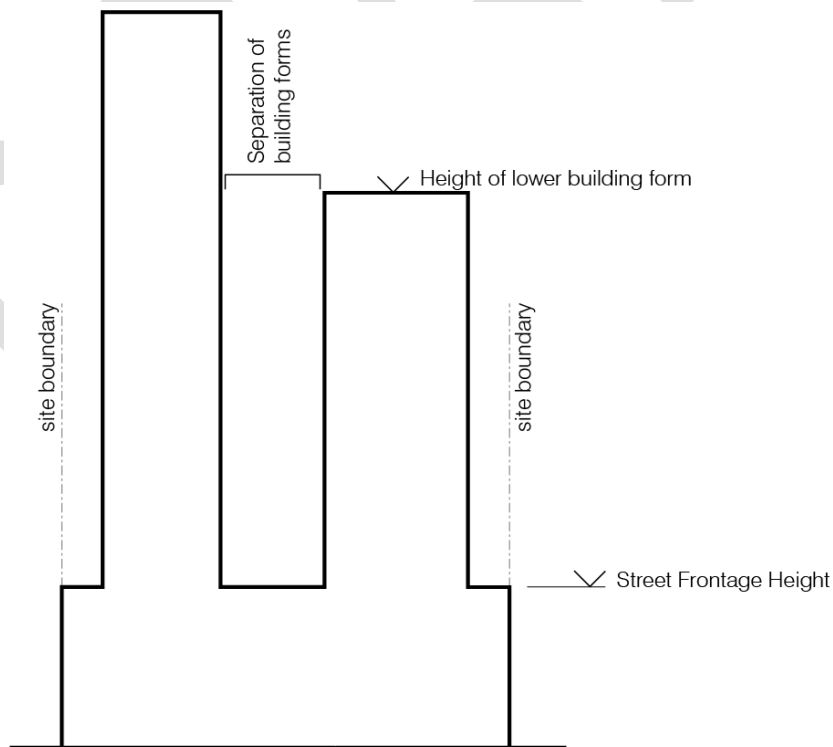 Separation of
building forms
Height of lower building form
site boundary
site boundary
Street Frontage Height